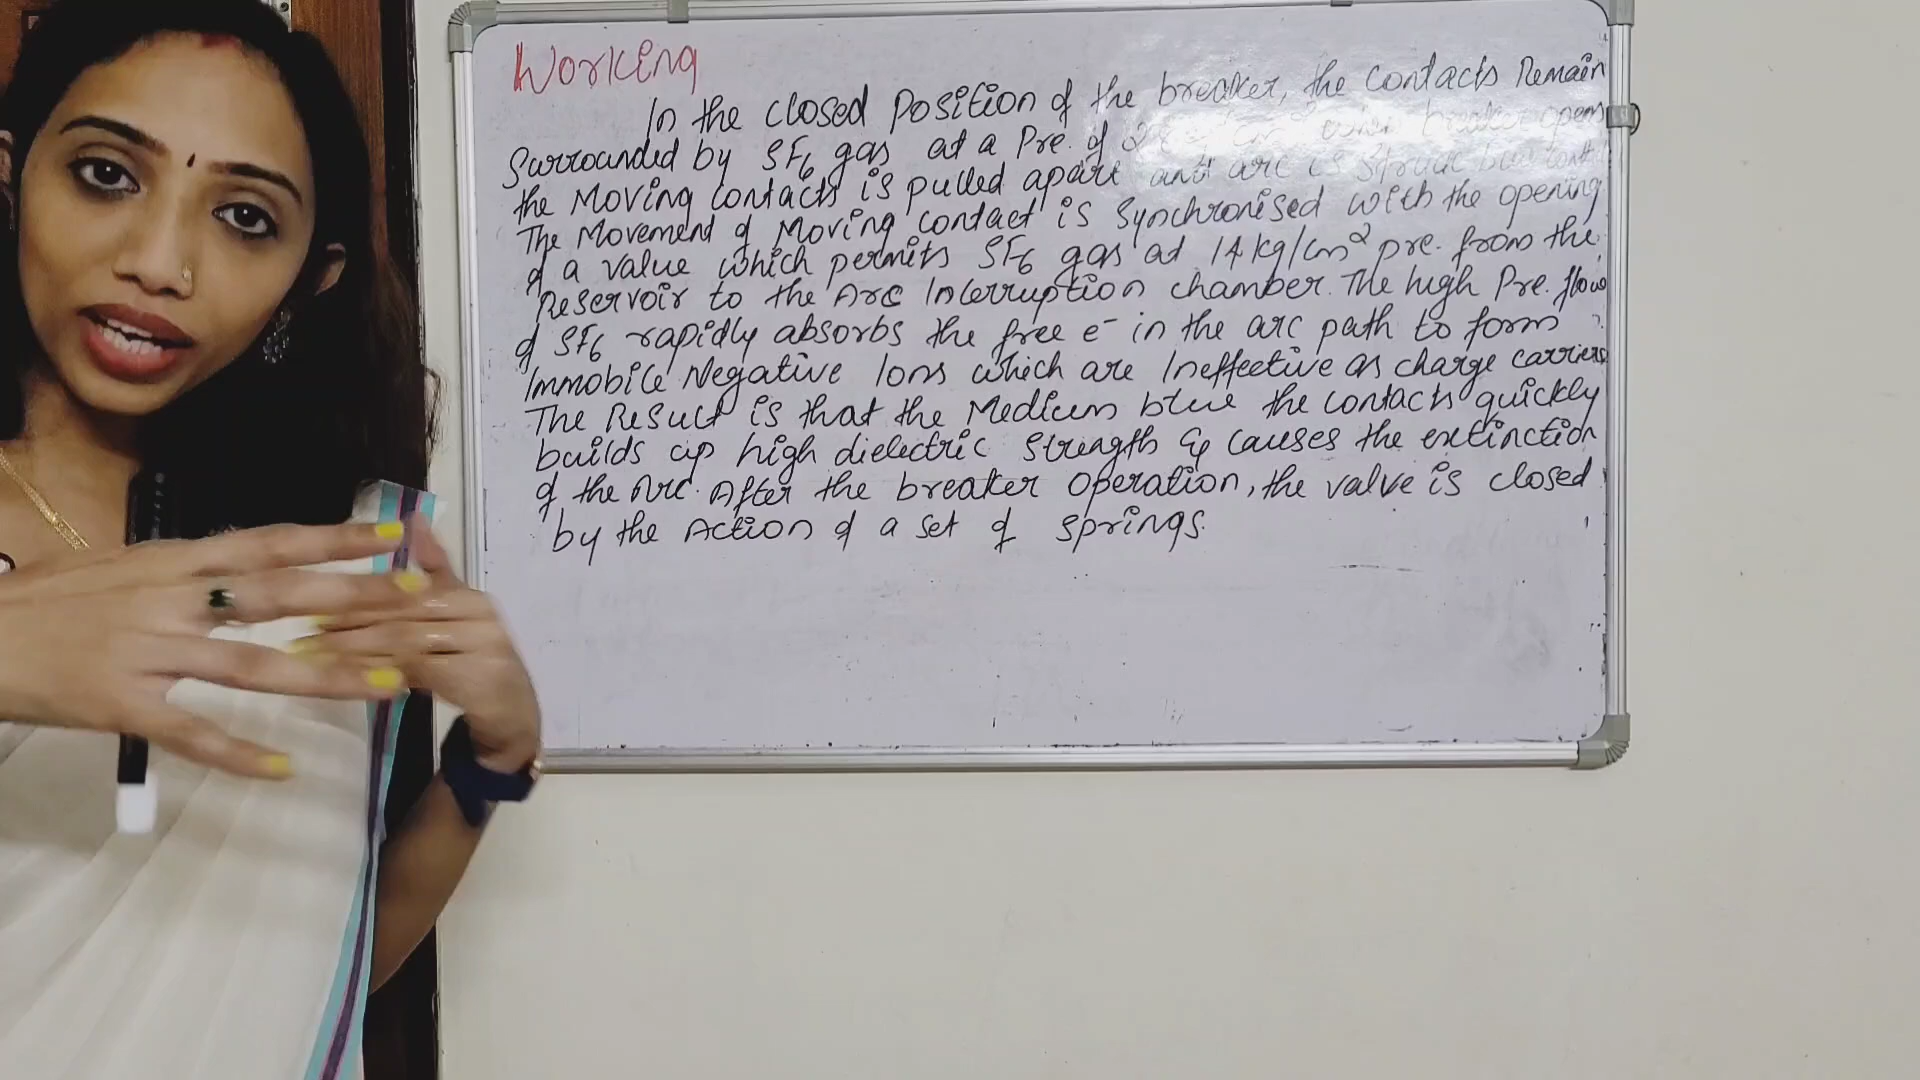 Working
In the closed position of the breaker, the contacts Remain
Surrounded by SF6 gas at a Pre. of breaker opens
the Moving contacts is pulled apart and arc is struck
The Movement of Moving contact is Synchronised with the opening
of a value which permits SF6 gas at 14 kg/cm2 pre. from the
Reservoir to the Arc Interruption chamber. The high Pre. flow
of SF6 rapidly absorbs the free e- in the arc path to form
Immobile Negative Ions which are Ineffective as charge carriers
The Result is that the Medium btw the contacts quickly
builds up high dielectric strength & causes the extinction
of the Arc. After the breaker operation, the valve is closed
by the Action of a set of springs.